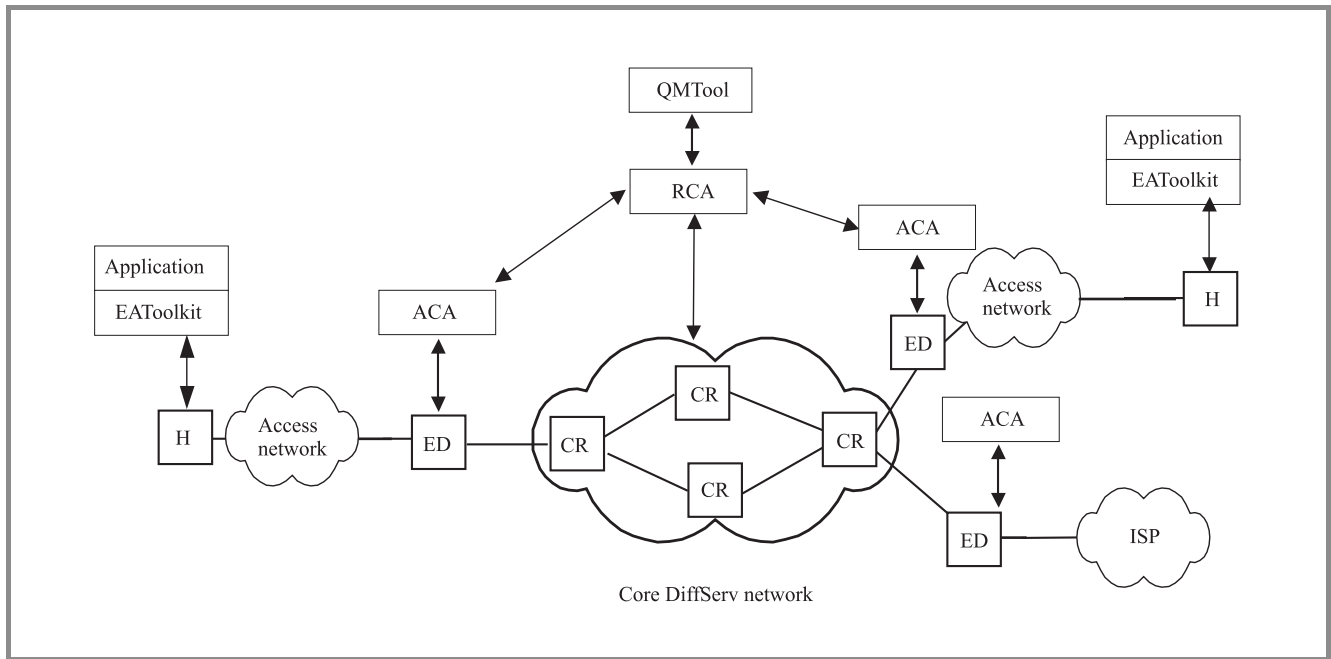 QMTool
Application
RCA
EAToolkit
ACA
Application
Access
network
EAToolkit
ACA
H
ED
CR
Access
network
H
ED
CR
CR
ACA
CR
ED
ISP
Core DiffServ network